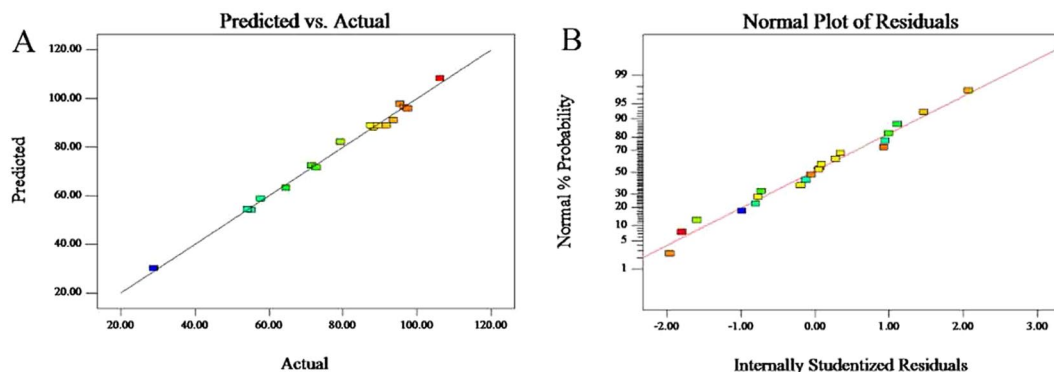 A
Predicted vs. Actual
120.00
100.00
80.00
60.00
40.00
20.00
Predicted
20.00 40.00 60.00 80.00 100.00 120.00
Actual
B
Normal Plot of Residuals
99
95
90
80
70
50
30
20
10
5
1
Normal % Probability
-2.00 -1.00 0.00 1.00 2.00 3.00
Internally Studentized Residuals